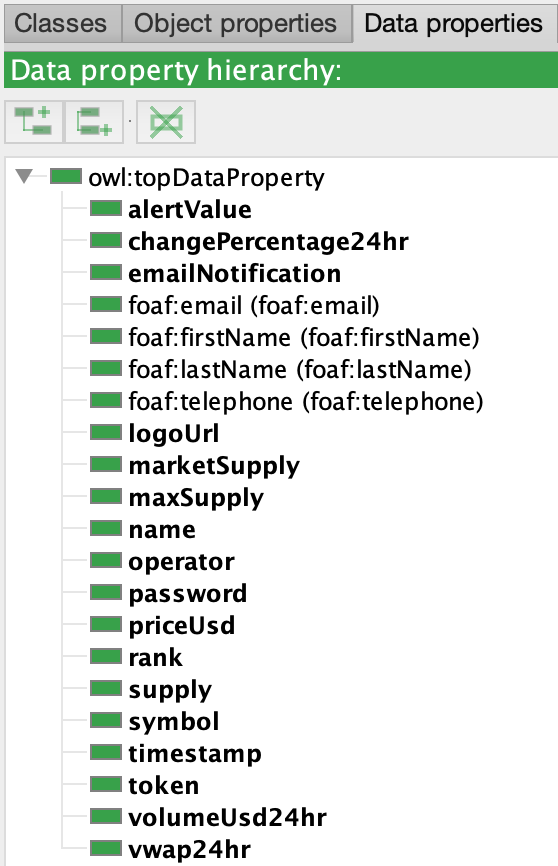 Classes Object properties Data properties
Data property hierarchy:
owl:topDataProperty
alertValue
changePercentage24hr
emailNotification
foaf:email (foaf:email)
foaf:firstName (foaf:firstName)
foaf:lastName (foaf:lastName)
foaf:telephone (foaf:telephone)
logoUrl
marketSupply
maxSupply
name
operator
password
priceUsd
rank
supply
symbol
timestamp
token
volumeUsd24hr
vwap24hr